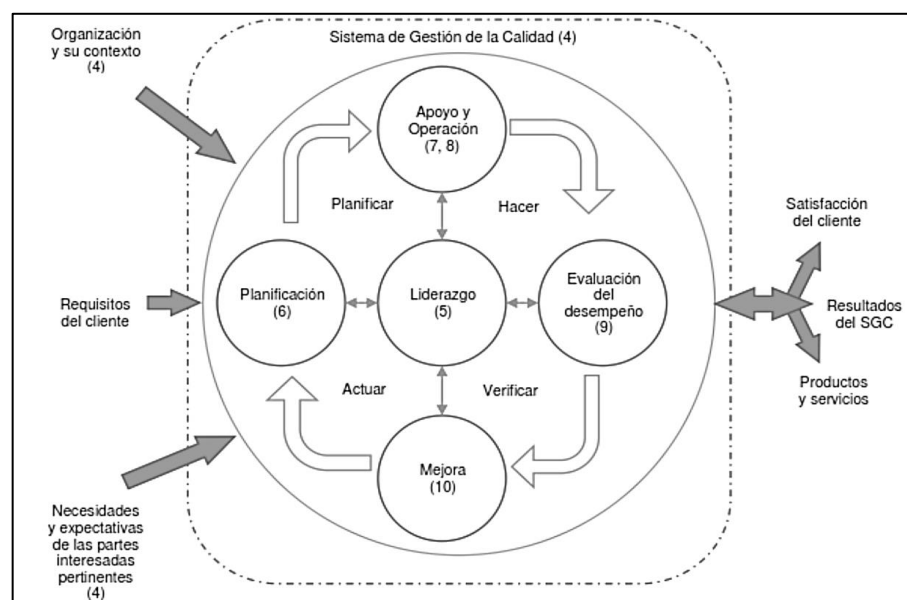 Organización
y su contexto
(4)
Sistema de Gestión de la Calidad (4)
Apoyo y
Operación
(7, 8)
Planificar
Hacer
Satisfacción
del cliente
Requisitos
del cliente
Planificación
(6)
Liderazgo
(5)
Evaluación
del
desempeño
(9)
Resultados
del SGC
Actuar
Verificar
Productos
y servicios
Mejora
(10)
Necesidades
y expectativas
de las partes
interesadas
pertinentes
(4)